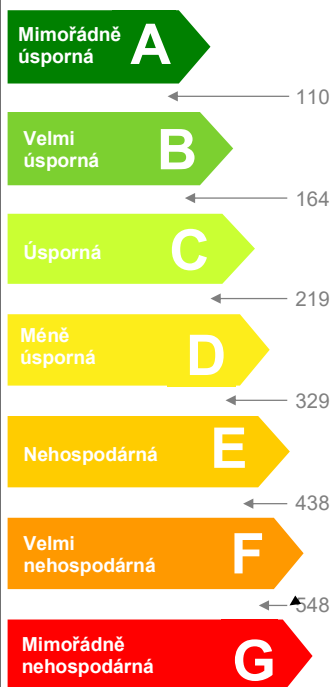 Mimořádně
úsporná A
110
Velmi
úsporná B
164
Úsporná C
219
Méně
úsporná D
329
Nehospodárná E
438
Velmi
nehospodárná F
548
Mimořádně
nehospodárná G